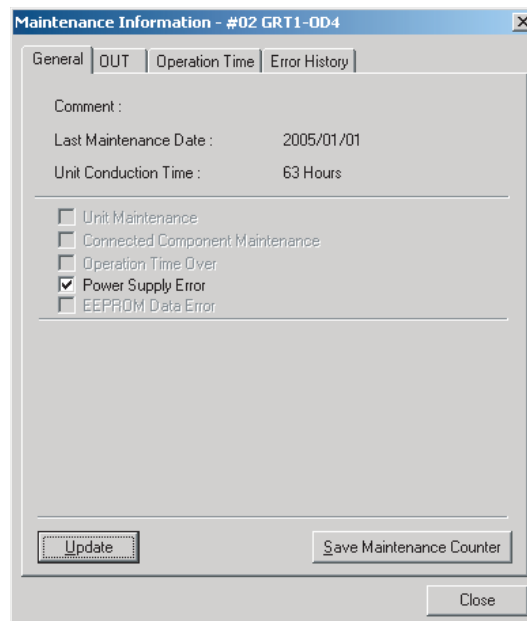 Maintenance Information - #02 GRT1-OD4
General OUT Operation Time Error History
Comment :
Last Maintenance Date : 2005/01/01
Unit Conduction Time : 63 Hours
Unit Maintenance
Connected Component Maintenance
Operation Time Over
Power Supply Error
EEPROM Data Error
Update Save Maintenance Counter
Close